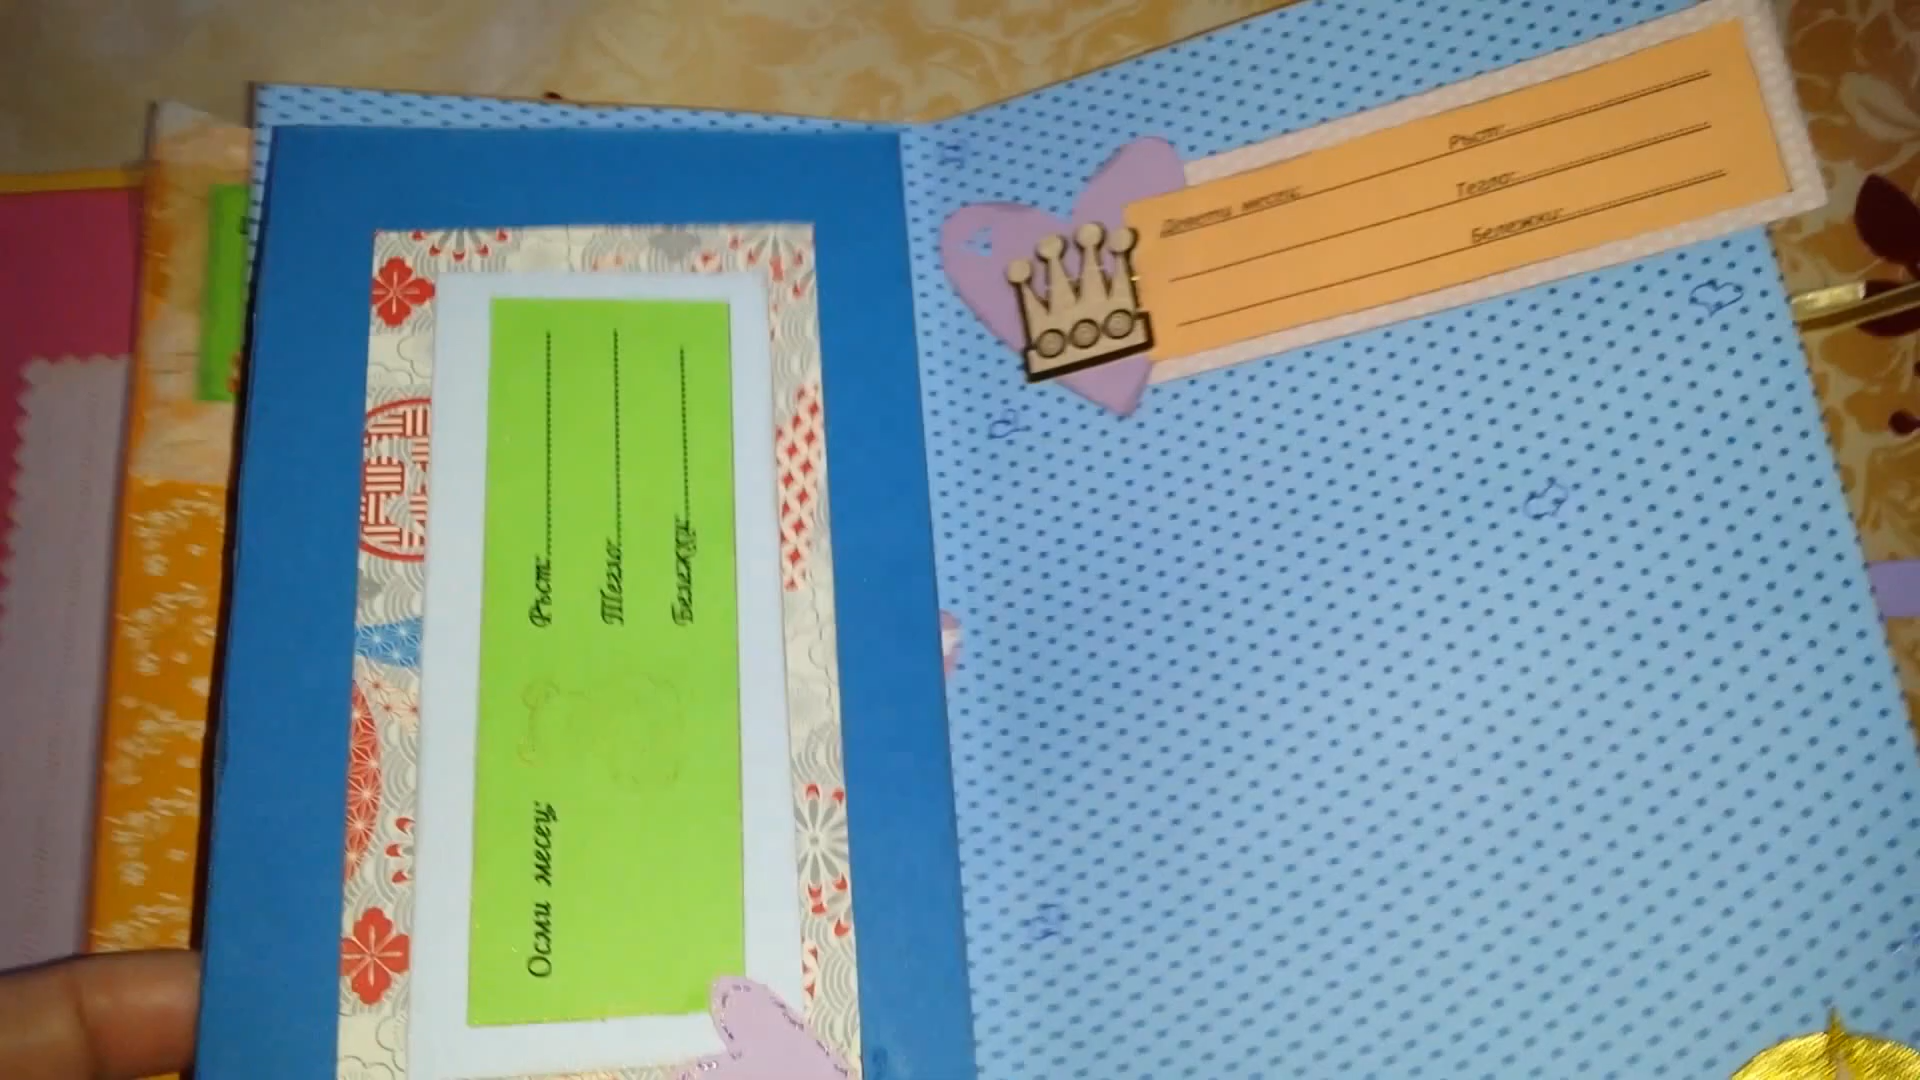 Осми месец:
Ръст:
Тегло:
Бележки:
Девети месец:
Ръст:
Тегло:
Бележки: